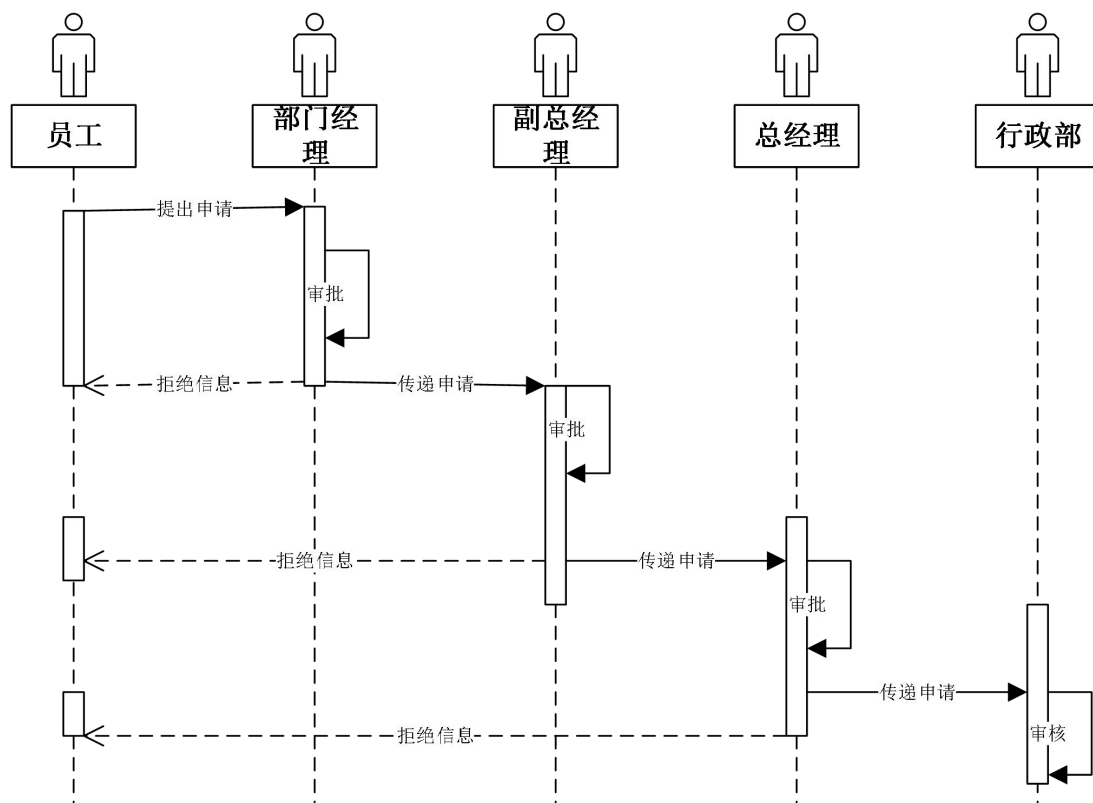 员工
部门经
理
副总经
理
总经理
行政部
提出申请
审批
拒绝信息
传递申请
审批
拒绝信息
传递申请
审批
传递申请
拒绝信息
审核